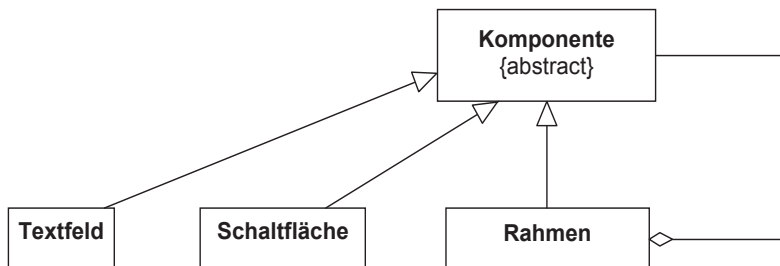 Komponente
{abstract}
Textfeld
Schaltfläche
Rahmen